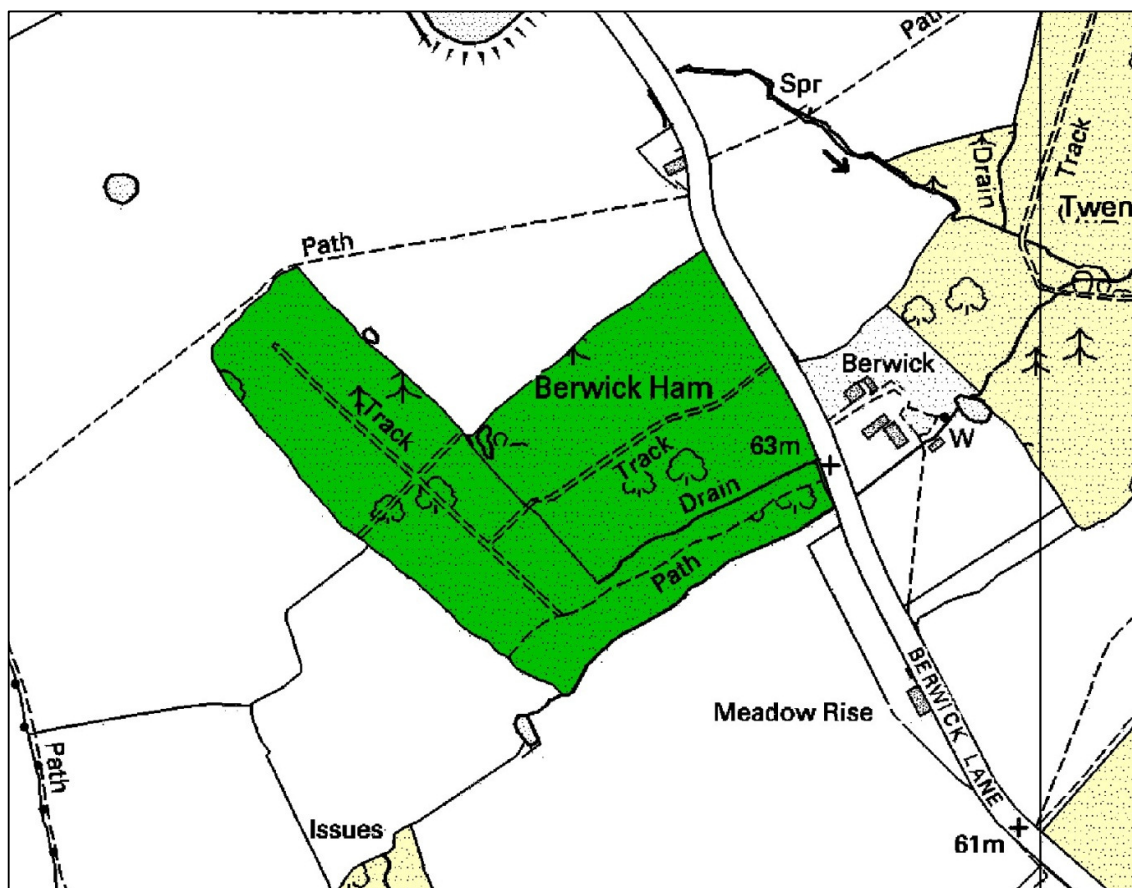 Reservoir
Path
Spr
Drain
Track
Twen
Path
Berwick
Berwick Ham
Track
Track
63m
W
Drain
Path
BERWICK LANE
Meadow Rise
Path
Issues
61m